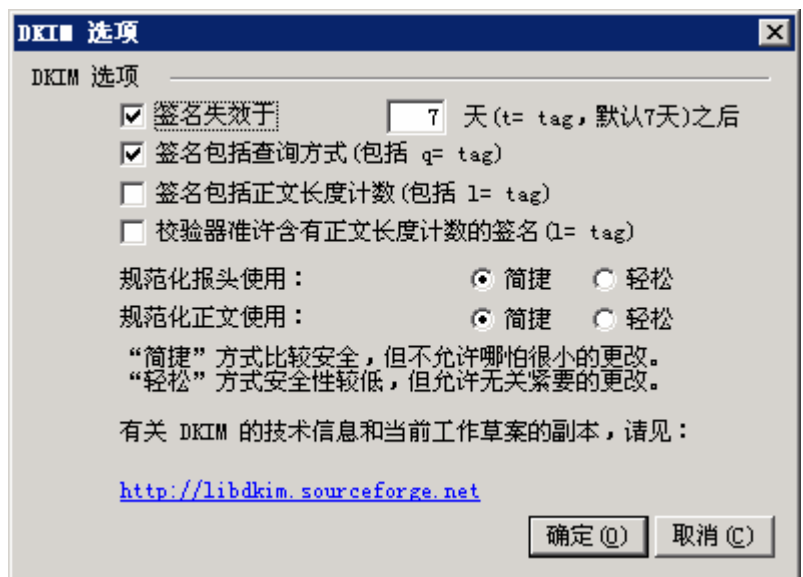 DKIM 选项
DKIM 选项
签名失效于 7 天(t= tag，默认7天)之后
签名包括查询方式(包括 q= tag)
签名包括正文长度计数(包括 l= tag)
校验器准许含有正文长度计数的签名(l= tag)
规范化报头使用： 简捷 轻松
规范化正文使用： 简捷 轻松
“简捷”方式比较安全，但不允许哪怕很小的更改。
“轻松”方式安全性较低，但允许无关紧要的更改。
有关 DKIM 的技术信息和当前工作草案的副本，请见：
http://libdkim.sourceforge.net
确定(O) 取消(C)